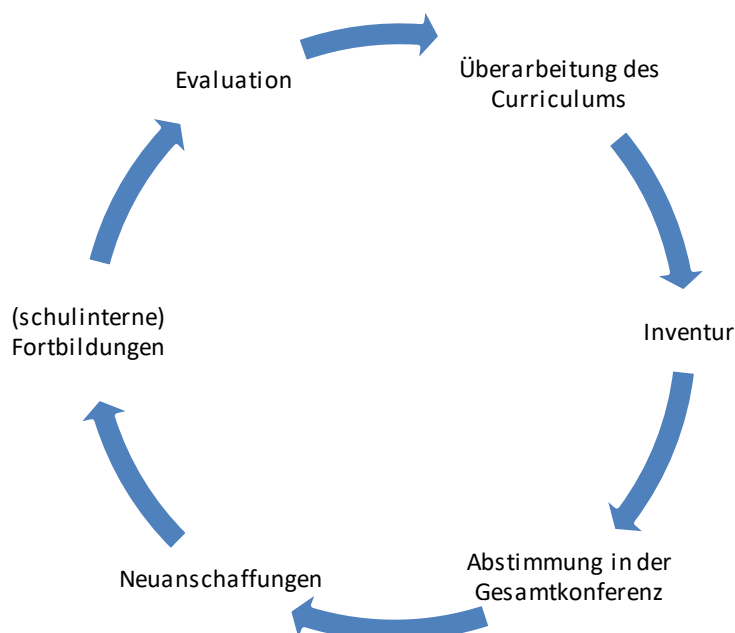 Evaluation
Überarbeitung des
Curriculums
Inventur
Abstimmung in der
Gesamtkonferenz
Neuanschaffungen
(schulinterne)
Fortbildungen